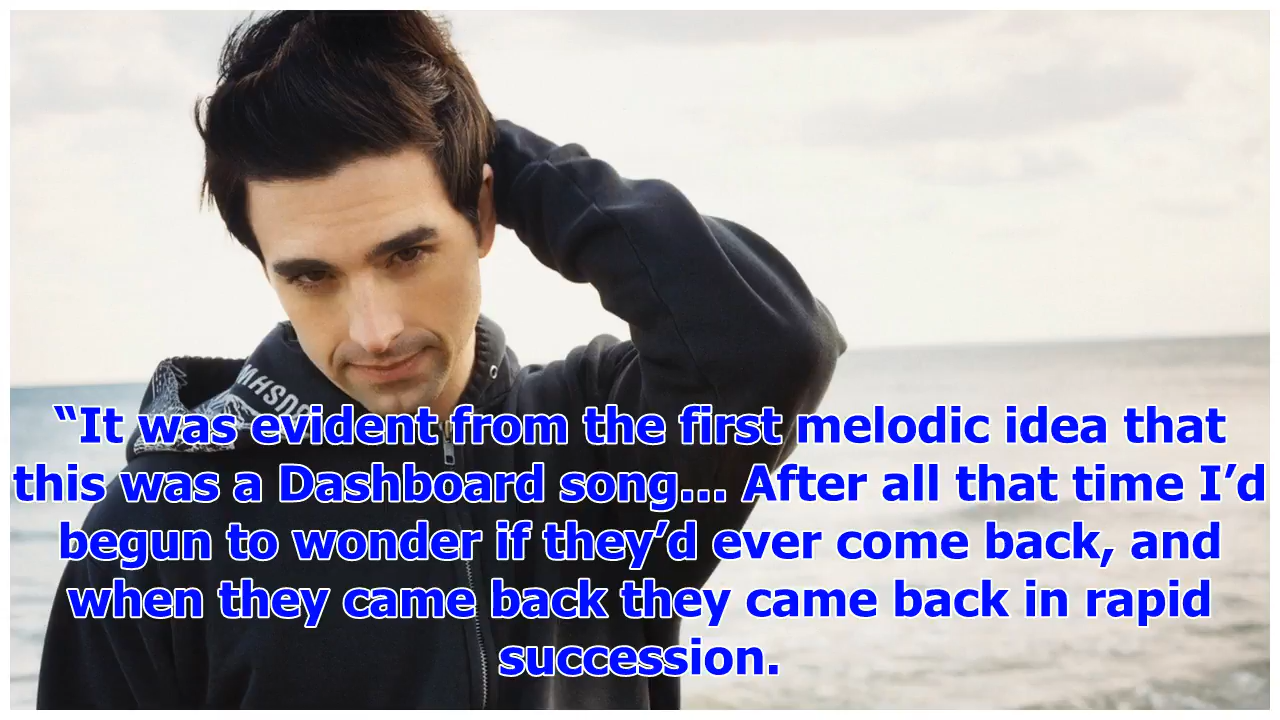 “It was evident from the first melodic idea that
this was a Dashboard song... After all that time I’d
begun to wonder if they’d ever come back, and
when they came back they came back in rapid
succession.